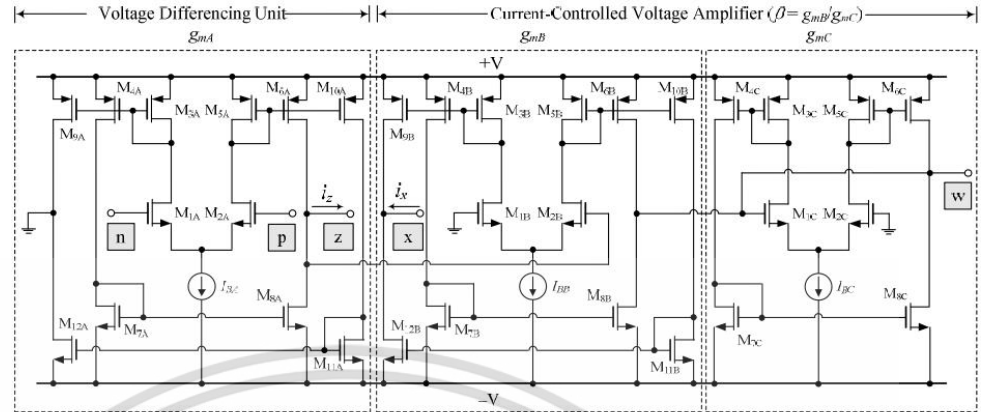 Voltage Differencing Unit
Current-Controlled Voltage Amplifier (β= gmB/gmC)
gmA gmB gmC
+V
M4A M6A M10A M4B M6B M10B M4C M6C
M9A M3A M5A M9B M3B M5B M3C M5C
iz ix
M1A M2A M1B M2B M1C M2C w
n p z x
IBA IBB IBC
M8A M8B M8C
M7A M7B M7C
M12A M11A M12B M11B
–V